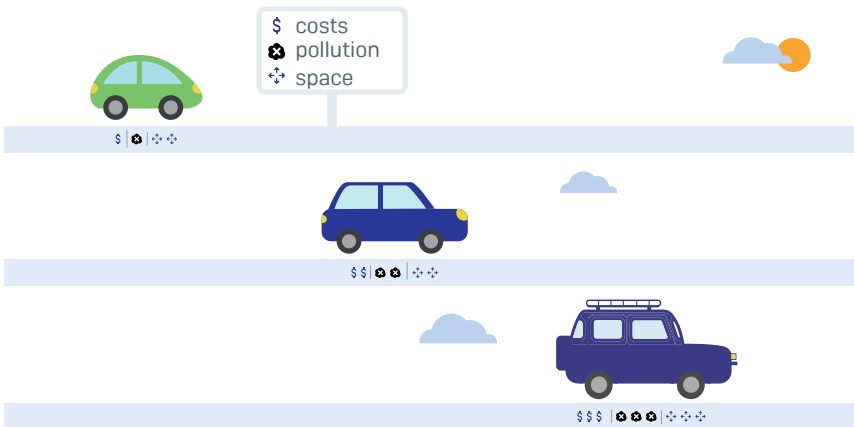 $ costs
pollution
space
$
$ $
$ $ $